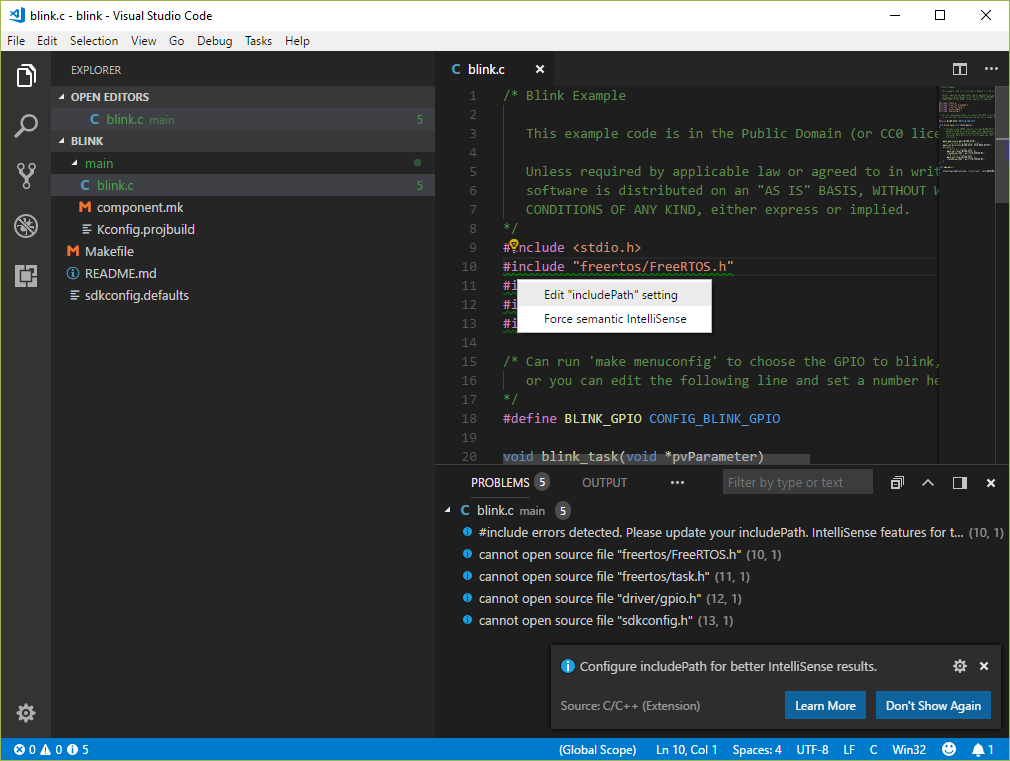 blink.c - blink - Visual Studio Code
File Edit Selection View Go Debug Tasks Help
EXPLORER
OPEN EDITORS
C blink.c main 5
BLINK
main
C blink.c 5
M component.mk
Kconfig.projbuild
M Makefile
README.md
sdkconfig.defaults
C blink.c
1 /* Blink Example
2
3 This example code is in the Public Domain (or CC0 lice
4
5 Unless required by applicable law or agreed to in writ
6 software is distributed on an "AS IS" BASIS, WITHOUT W
7 CONDITIONS OF ANY KIND, either express or implied.
8 */
9 #include <stdio.h>
10 #include "freertos/FreeRTOS.h"
11 #i
12 #i
13 #i
Edit "includePath" setting
Force semantic IntelliSense
14
15 /* Can run 'make menuconfig' to choose the GPIO to blink,
16 or you can edit the following line and set a number he
17 */
18 #define BLINK_GPIO CONFIG_BLINK_GPIO
19
20 void blink_task(void *pvParameter)
PROBLEMS 5 OUTPUT ••• Filter by type or text
C blink.c main 5
#include errors detected. Please update your includePath. IntelliSense features for t... (10, 1)
cannot open source file "freertos/FreeRTOS.h" (10, 1)
cannot open source file "freertos/task.h" (11, 1)
cannot open source file "driver/gpio.h" (12, 1)
cannot open source file "sdkconfig.h" (13, 1)
Configure includePath for better IntelliSense results.
Source: C/C++ (Extension) Learn More Don't Show Again
0 0 5 (Global Scope) Ln 10, Col 1 Spaces: 4 UTF-8 LF C Win32 1